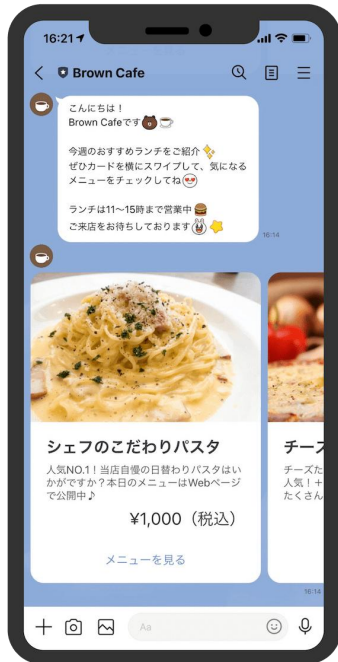 16:21
Brown Cafe
こんにちは！
Brown Cafeです
今週のおすすめランチをご紹介
ぜひカードを横にスワイプして、気になる
メニューをチェックしてね
ランチは11〜15時まで営業中
ご来店をお待ちしております
16:14
シェフのこだわりパスタ
人気NO.1！当店自慢の日替わりパスタはい
かがですか？本日のメニューはWebページ
で公開中♪
¥1,000（税込）
メニューを見る
チーズ
チーズた
人気！＋
たくさん
16:14
Aa